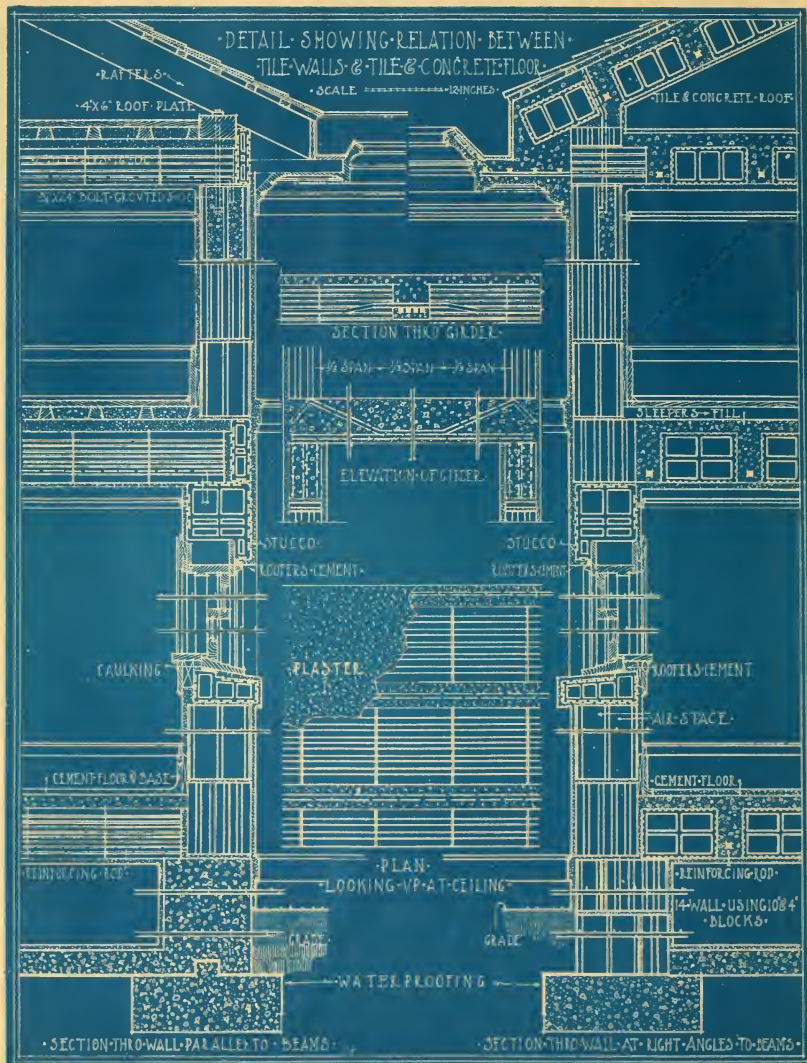 ·DETAIL·SHOWING·RELATION·BETWEEN·
TILE·WALLS·&·TILE·&·CONCRETE·FLOOR·
·SCALE 12·INCHES·
·RAFTERS·
·4"X6" ROOF·PLATE
·TILE & CONCRETE·ROOF·
BOLT·GROUTED
·SECTION THRO' GIRDER·
⅓ SPAN ⅓ SPAN ⅓ SPAN
SLEEPERS FILL
ELEVATION·OF·GIRDER·
STUCCO·
STUCCO·
ROOFERS·CEMENT·
ROOFERS·CEMENT
CAULKING
PLASTER
ROOFERS·CEMENT
·AIR·SPACE·
CEMENT·FLOOR & BASE
·CEMENT·FLOOR
·PLAN·
·LOOKING·VP·AT·CEILING·
·REINFORCING·ROD·
·REINFORCING·ROD·
14" WALL·USING 10"&4"
·BLOCKS·
GRADE
·WATERPROOFING·
·SECTION·THRO·WALL·PARALLEL·TO·BEAMS·
·SECTION·THRO·WALL·AT·RIGHT·ANGLES·TO·BEAMS·